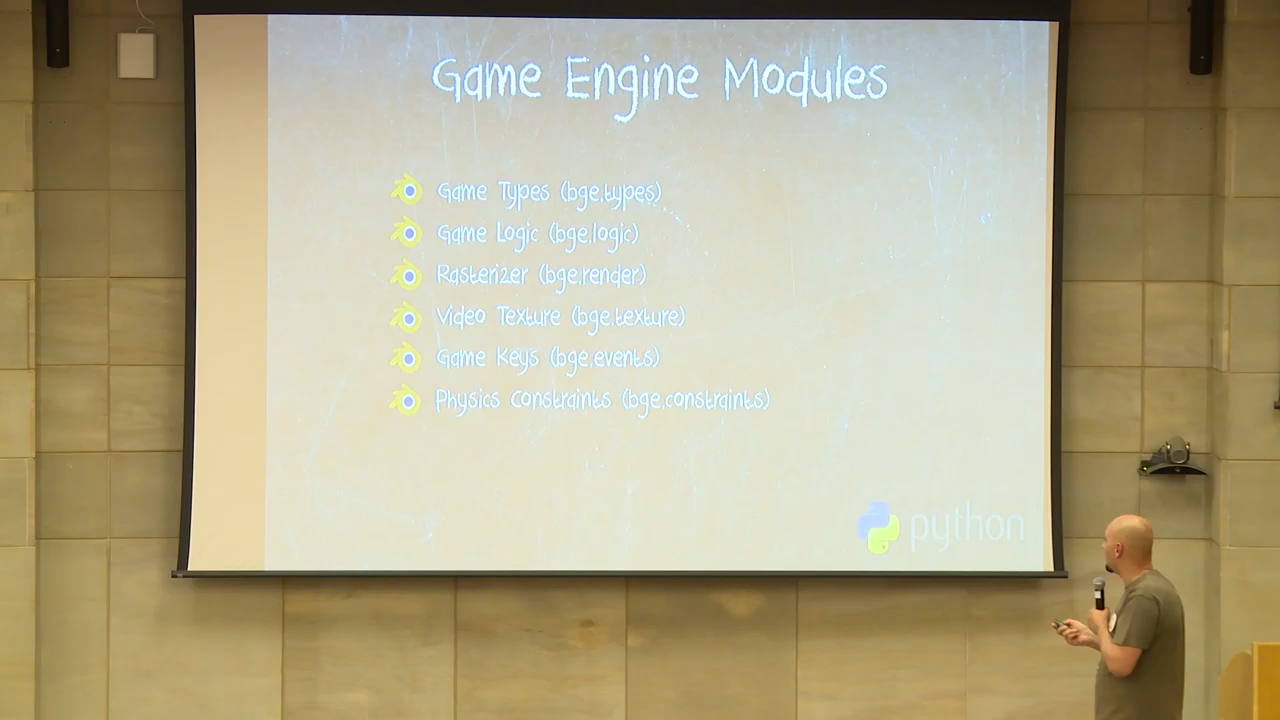 Game Engine Modules
Game Types (bge.types)
Game Logic (bge.logic)
Rasterizer (bge.render)
Video Texture (bge.texture)
Game Keys (bge.events)
Physics Constraints (bge.constraints)
python